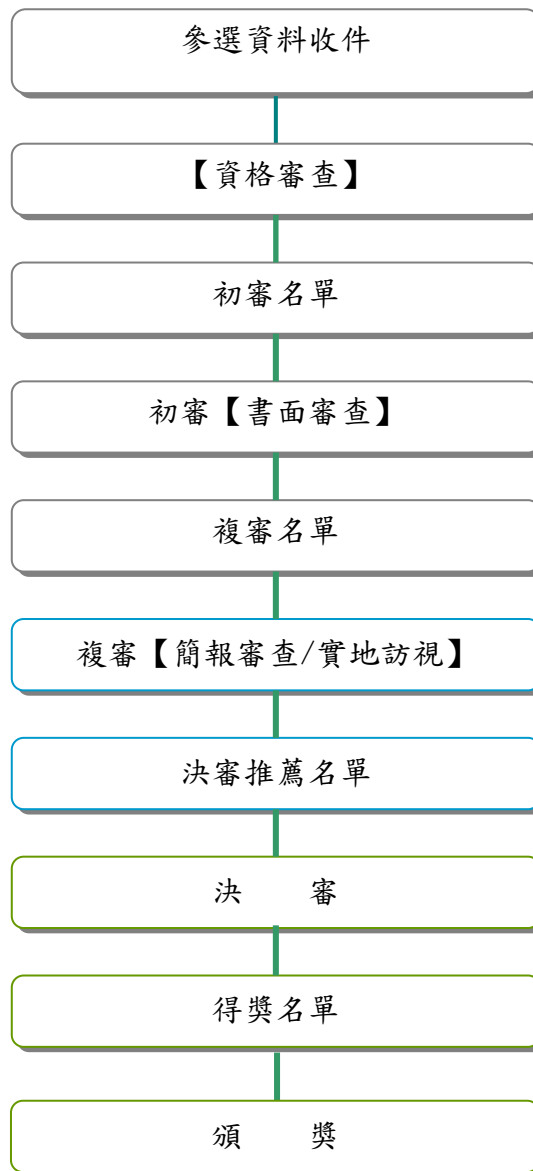 參選資料收件
【資格審查】
初審名單
初審【書面審查】
複審名單
複審【簡報審查/實地訪視】
決審推薦名單
決　　審
得獎名單
頒　　獎